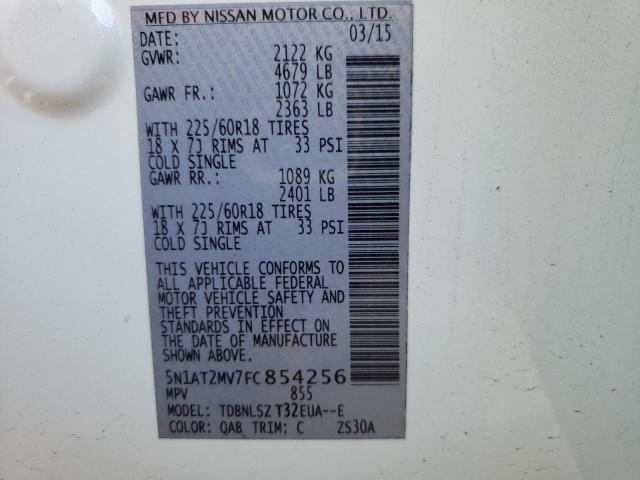 MFD BY NISSAN MOTOR CO., LTD.
DATE: 03/15
GVWR: 2122 KG
4679 LB
GAWR FR.: 1072 KG
2363 LB
WITH 225/60R18 TIRES
18 X 7J RIMS AT 33 PSI
COLD SINGLE
GAWR RR.: 1089 KG
2401 LB
WITH 225/60R18 TIRES
18 X 7J RIMS AT 33 PSI
COLD SINGLE
THIS VEHICLE CONFORMS TO
ALL APPLICABLE FEDERAL
MOTOR VEHICLE SAFETY AND
THEFT PREVENTION
STANDARDS IN EFFECT ON
THE DATE OF MANUFACTURE
SHOWN ABOVE.
5N1AT2MV7FC854256
MPV 855
MODEL: TDBNLSZ T32EUA--E
COLOR: QAB TRIM: C ZS30A